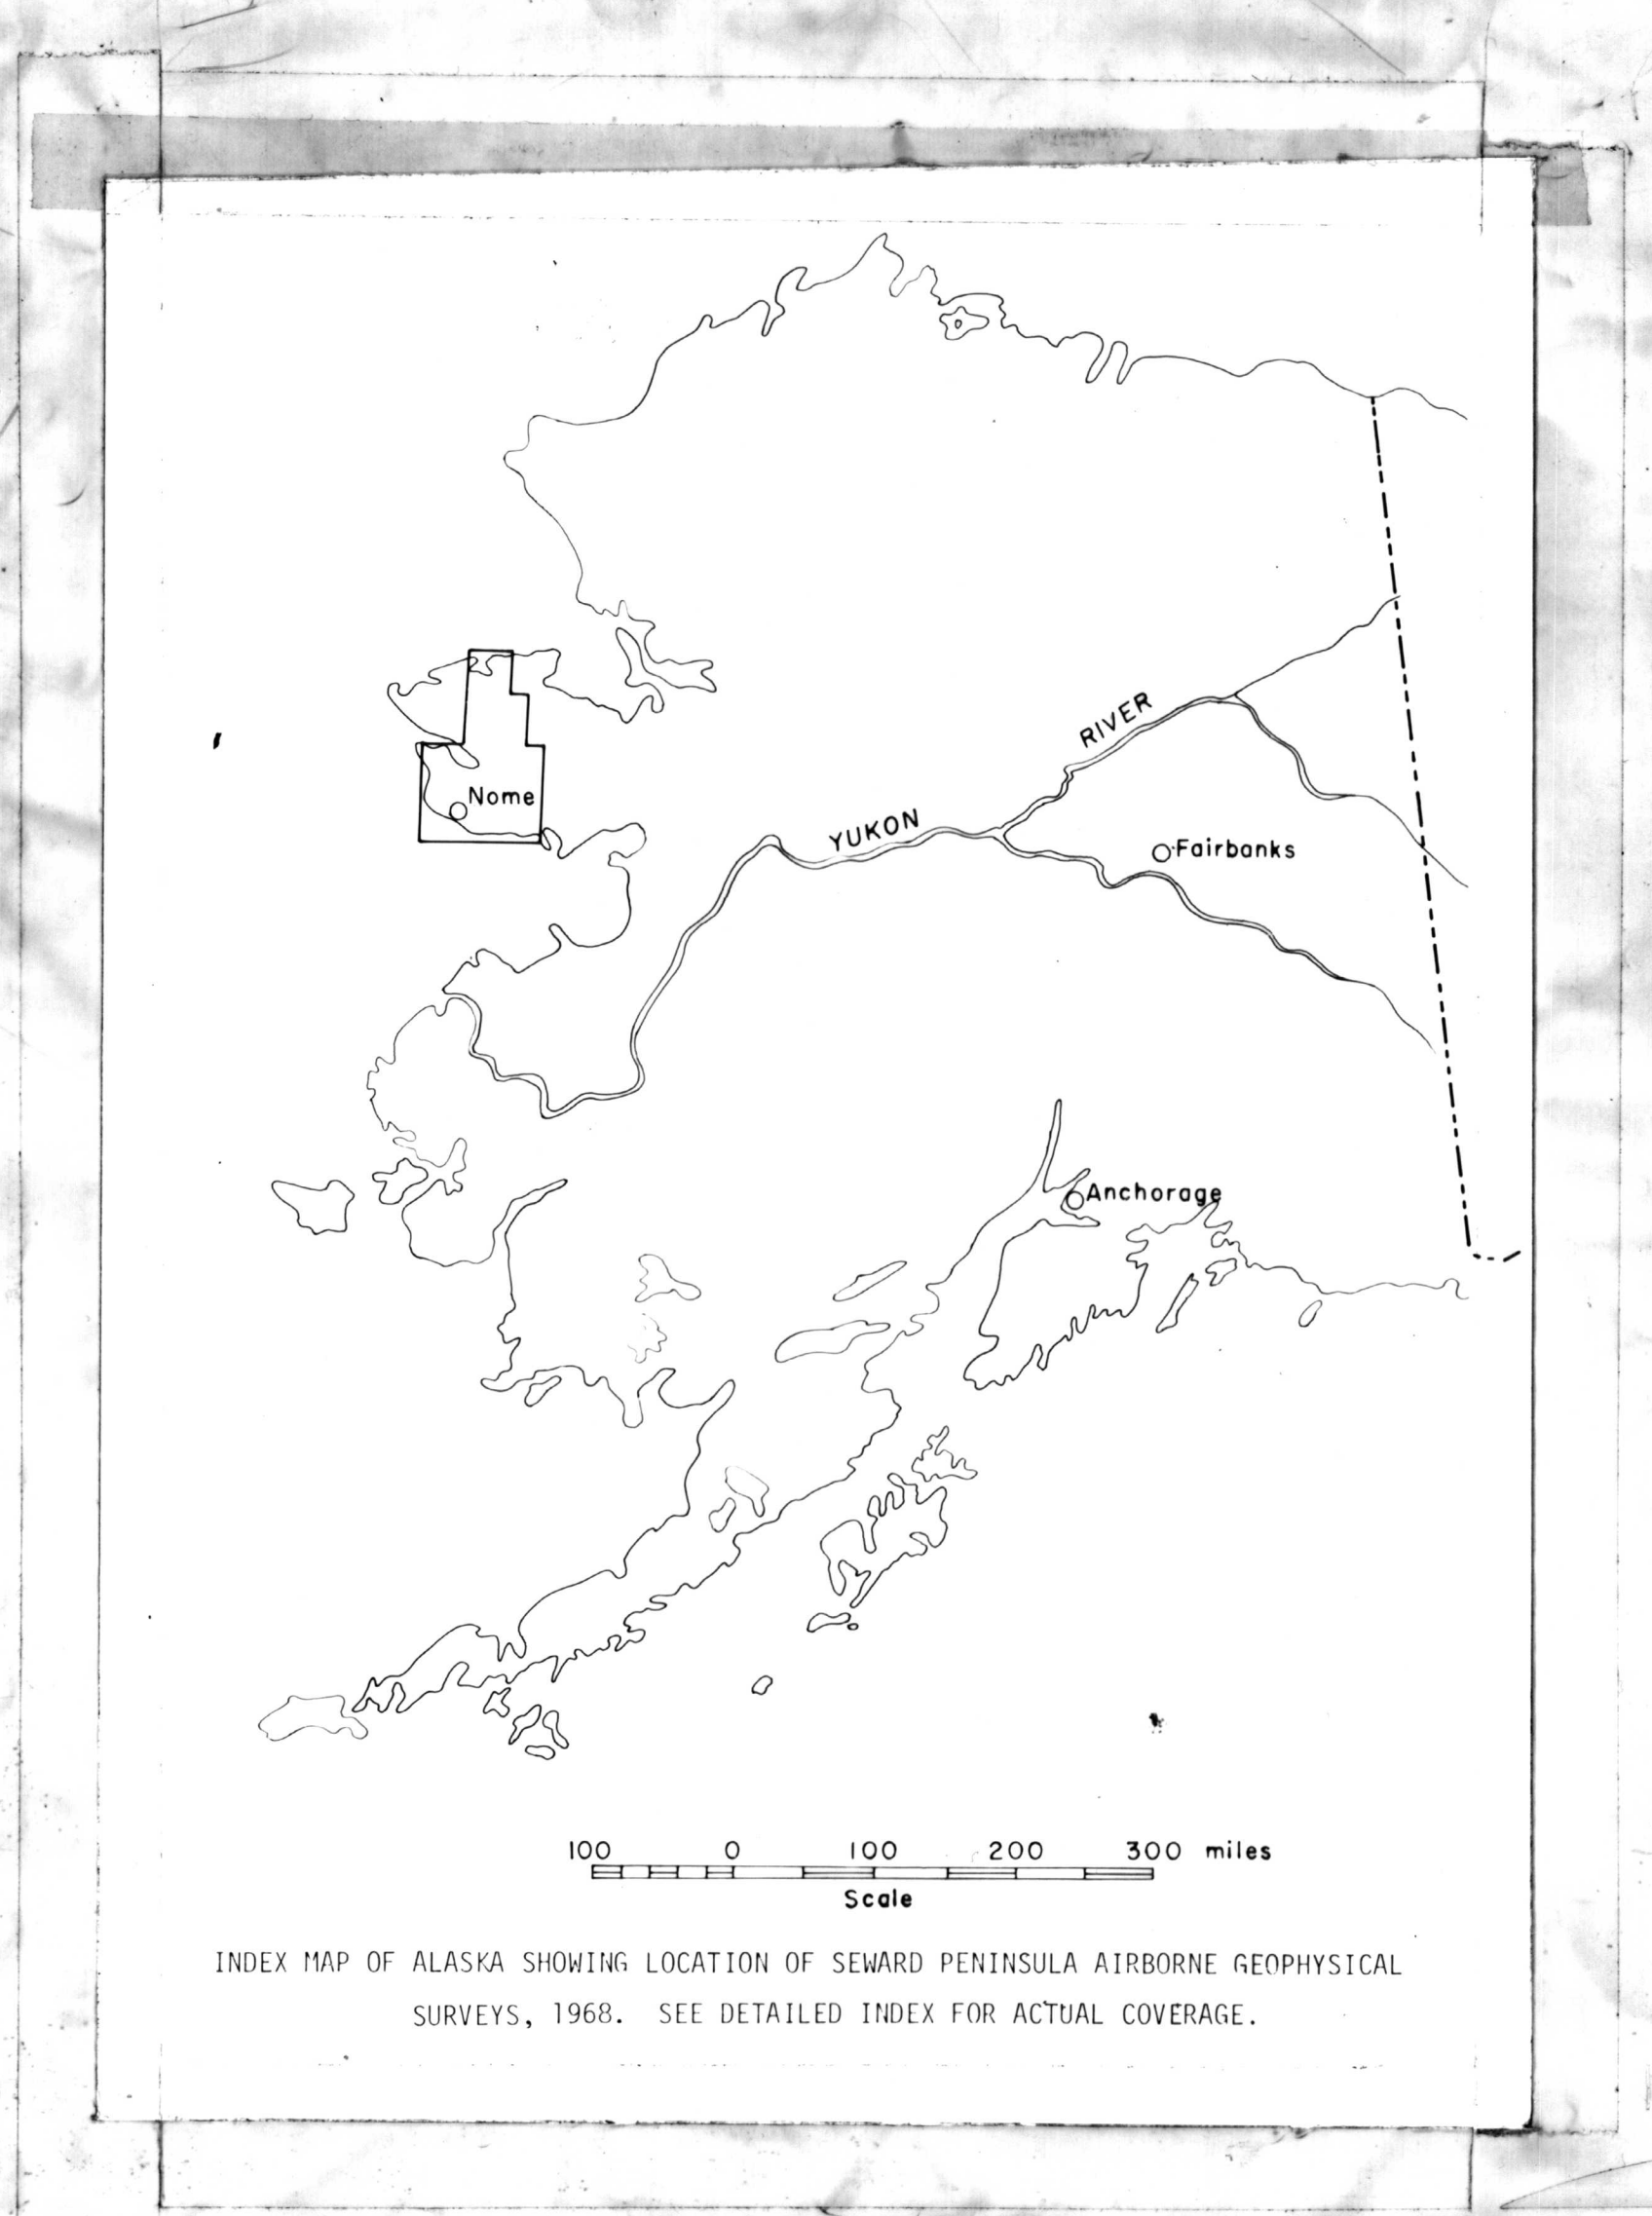 RIVER
Nome
YUKON
Fairbanks
Anchorage
100 0 100 200 300 miles
Scale
INDEX MAP OF ALASKA SHOWING LOCATION OF SEWARD PENINSULA AIRBORNE GEOPHYSICAL
SURVEYS, 1968. SEE DETAILED INDEX FOR ACTUAL COVERAGE.